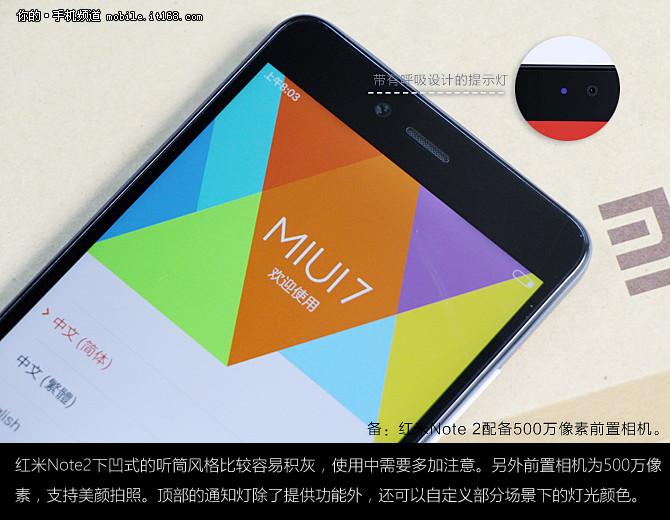 你的·手机频道 mobile.it168.com
带有呼吸设计的提示灯
上午8:03
MIUI 7
欢迎使用
中文 (简体)
中文 (繁體)
glish
备：红米Note 2配备500万像素前置相机。
红米Note2下凹式的听筒风格比较容易积灰，使用中需要多加注意。另外前置相机为500万像
素，支持美颜拍照。顶部的通知灯除了提供功能外，还可以自定义部分场景下的灯光颜色。